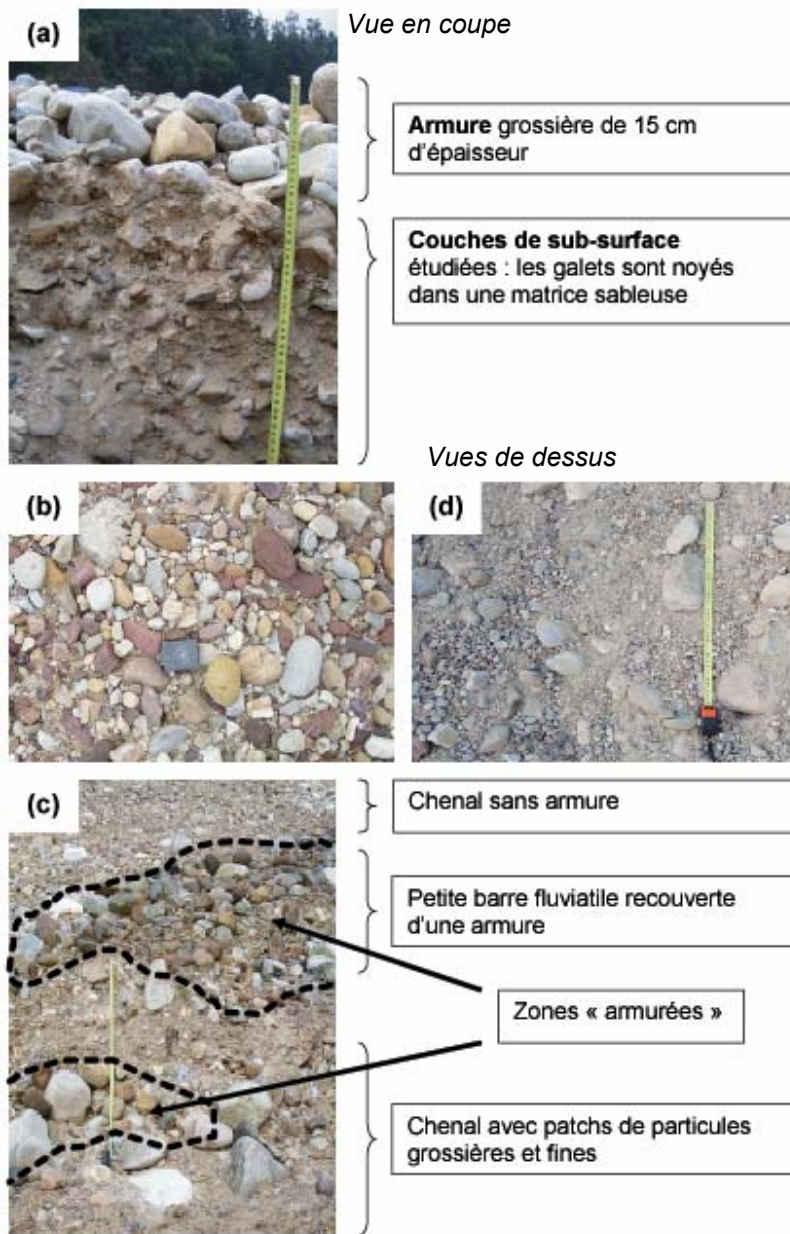 (a)
Vue en coupe
Armure grossière de 15 cm
d'épaisseur
Couches de sub-surface
étudiées : les galets sont noyés
dans une matrice sableuse
Vues de dessus
(b)
(d)
(c)
Chenal sans armure
Petite barre fluviatile recouverte
d'une armure
Zones « armurées »
Chenal avec patchs de particules
grossières et fines